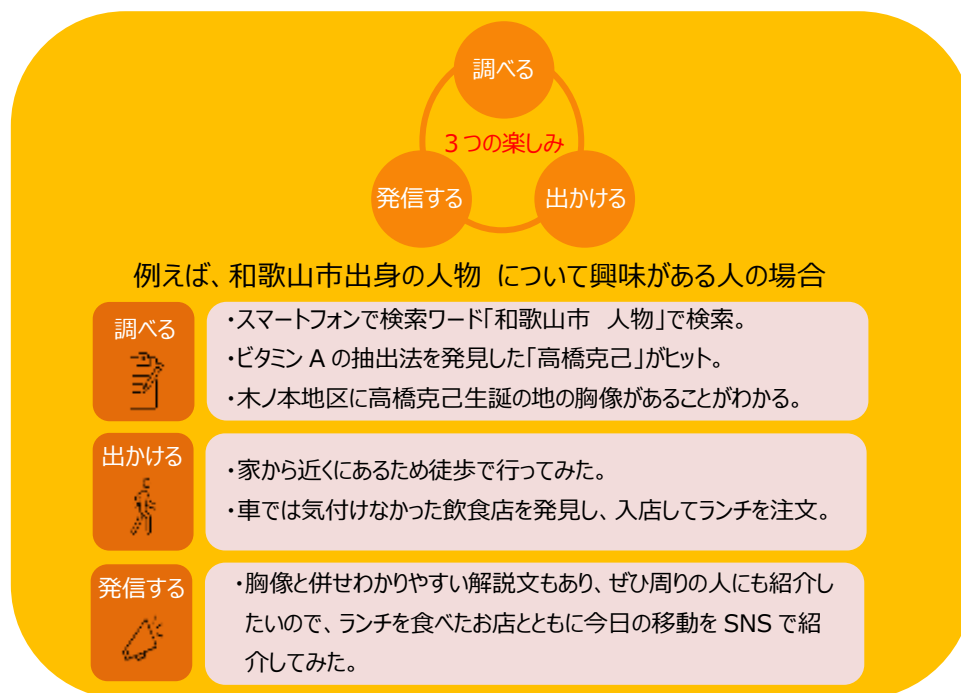 調べる
3つの楽しみ
発信する
出かける
例えば、和歌山市出身の人物 について興味がある人の場合
調べる
・スマートフォンで検索ワード「和歌山市 人物」で検索。
・ビタミン A の抽出法を発見した「高橋克己」がヒット。
・木ノ本地区に高橋克己生誕の地の胸像があることがわかる。
出かける
・家から近くにあるため徒歩で行ってみた。
・車では気付けなかった飲食店を発見し、入店してランチを注文。
発信する
・胸像と併せわかりやすい解説文もあり、ぜひ周りの人にも紹介し
たいので、ランチを食べたお店とともに今日の移動を SNS で紹
介してみた。